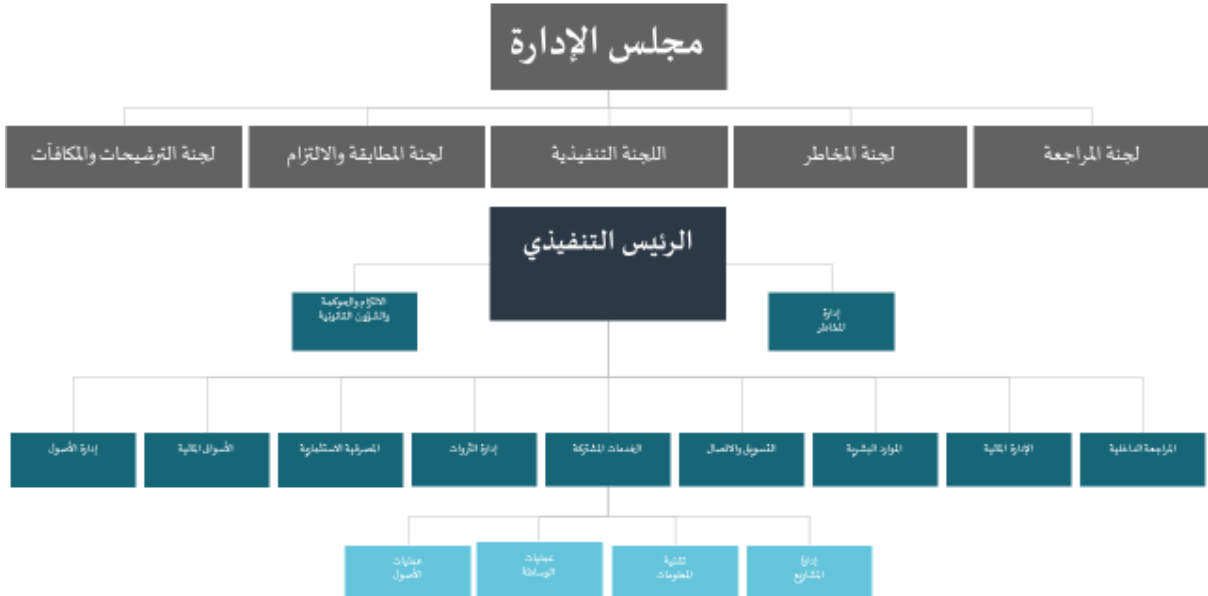 مجلس الإدارة
لجنة المراجعة
لجنة المخاطر
اللجنة التنفيذية
لجنة المطابقة والالتزام
لجنة الترشيحات والمكافآت
الرئيس التنفيذي
إدارة
المخاطر
الالتزام والحوكمة
والشؤون القانونية
المراجعة الداخلية
الإدارة المالية
الموارد البشرية
التسويق والاتصال
الخدمات المشتركة
إدارة الثروات
المصرفية الاستثمارية
الأسواق المالية
إدارة الأصول
إدارة
المشاريع
تقنية
المعلومات
عمليات
الوساطة
عمليات
الأصول